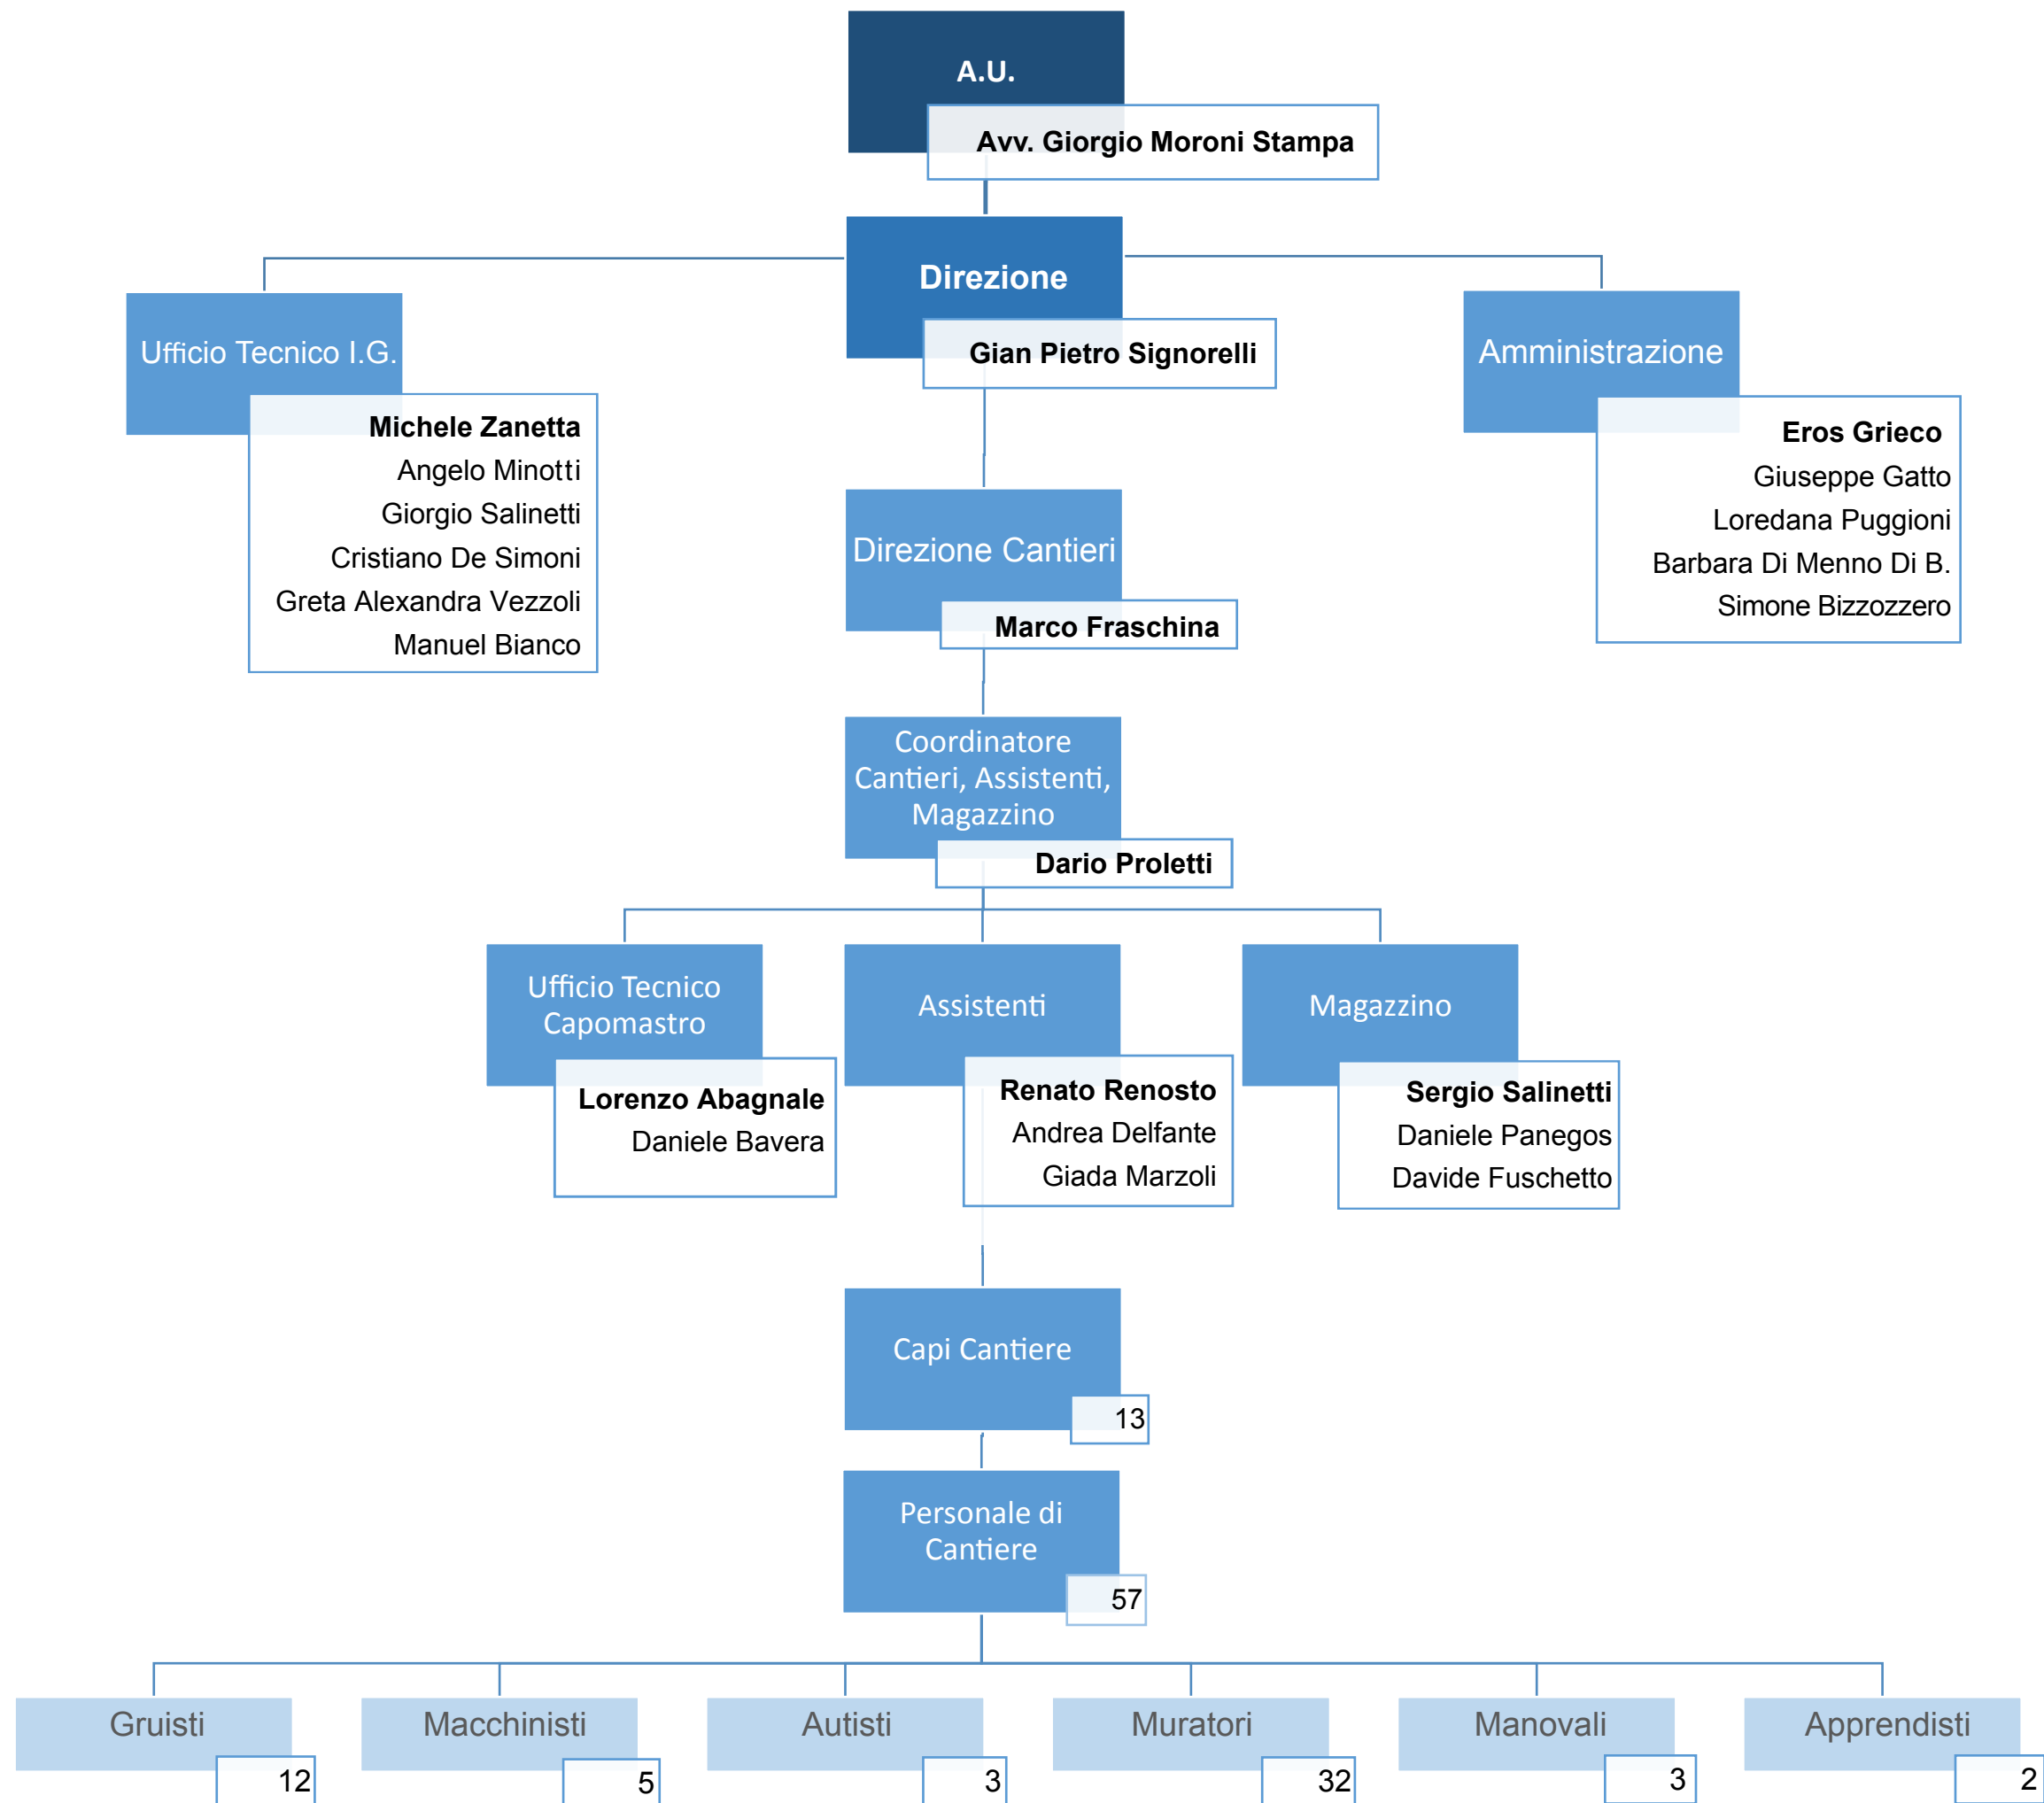 A.U.
Avv. Giorgio Moroni Stampa
Direzione
Gian Pietro Signorelli
Ufficio Tecnico I.G.
Michele Zanetta
Angelo Minotti
Giorgio Salinetti
Cristiano De Simoni
Greta Alexandra Vezzoli
Manuel Bianco
Amministrazione
Eros Grieco
Giuseppe Gatto
Loredana Puggioni
Barbara Di Menno Di B.
Simone Bizzozzero
Direzione Cantieri
Marco Fraschina
Coordinatore
Cantieri, Assistenti,
Magazzino
Dario Proletti
Ufficio Tecnico
Capomastro
Lorenzo Abagnale
Daniele Bavera
Assistenti
Renato Renosto
Andrea Delfante
Giada Marzoli
Magazzino
Sergio Salinetti
Daniele Panegos
Davide Fuschetto
Capi Cantiere
13
Personale di
Cantiere
57
Gruisti
12
Macchinisti
5
Autisti
3
Muratori
32
Manovali
3
Apprendisti
2